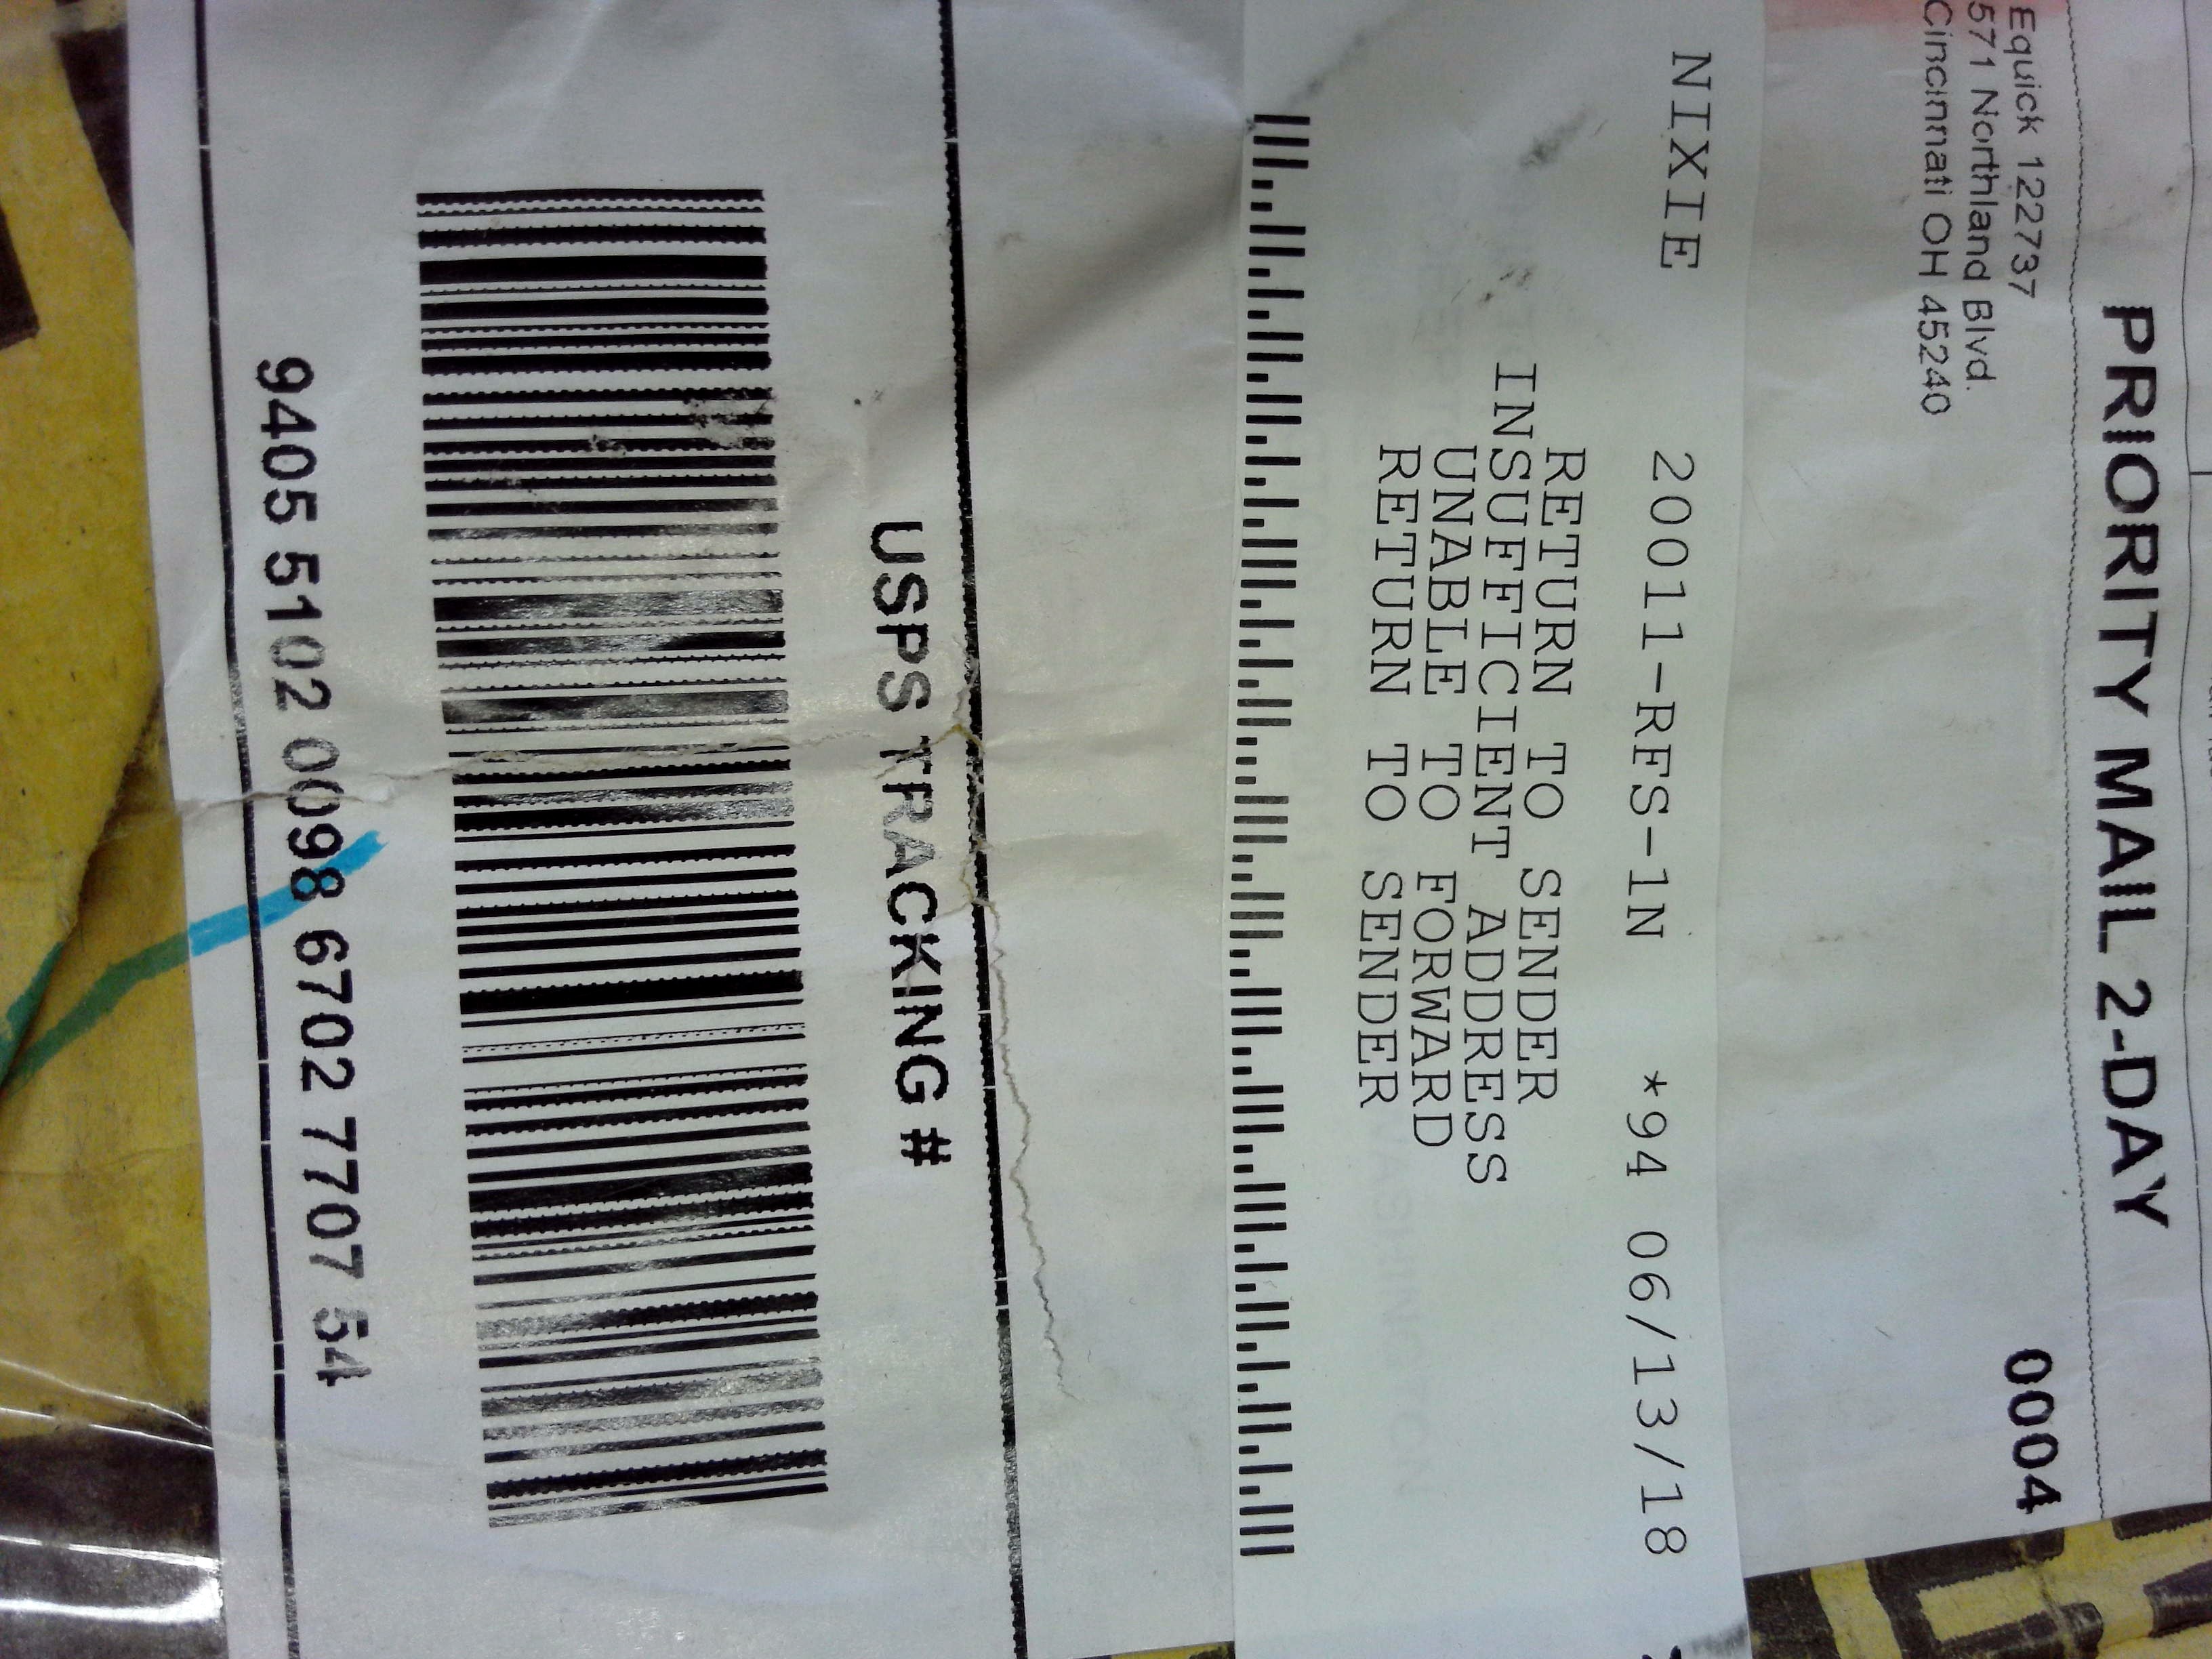 PRIORITY MAIL 2-DAY
Equick 122737
571 Northland Blvd.
Cincinnati OH 45240
0004
NIXIE 20011-RFS-1N *94 06/13/18
RETURN TO SENDER
INSUFFICIENT ADDRESS
UNABLE TO FORWARD
RETURN TO SENDER
USPS TRACKING #
9405 5102 0098 6702 7707 54